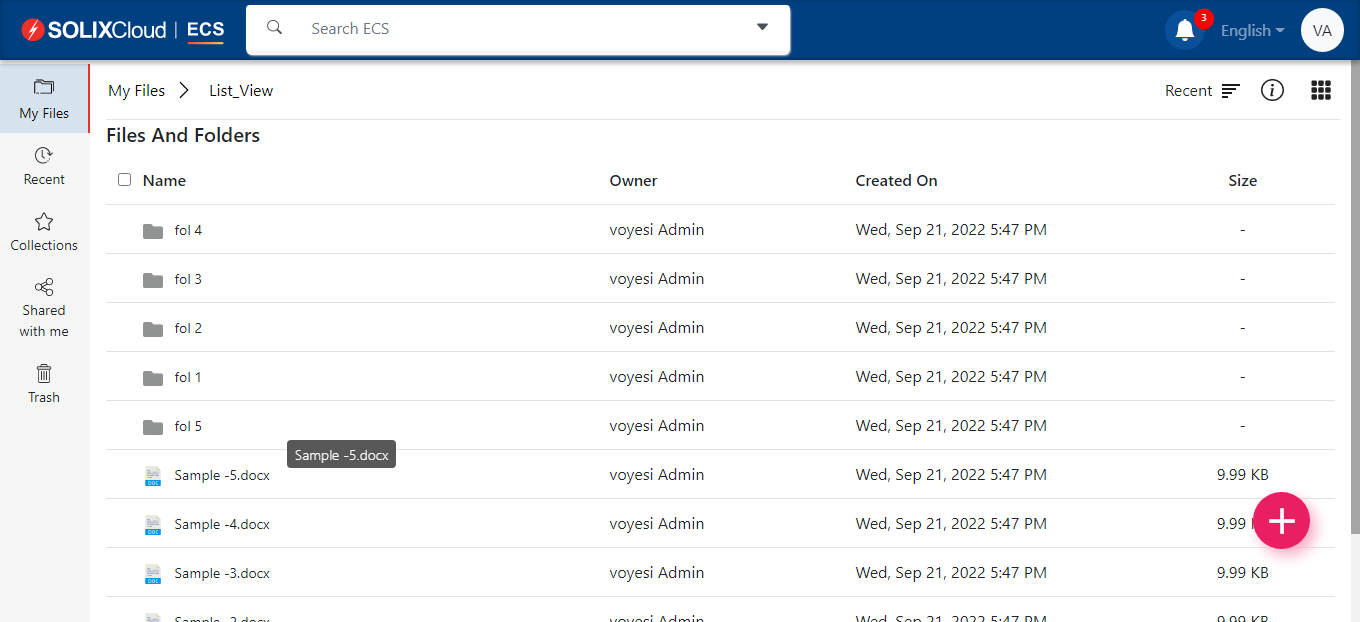 SOLIXCloud | ECS
Search ECS
3
English
VA
My Files
Recent
Collections
Shared
with me
Trash
My Files List_View
Recent
Files And Folders
Name Owner Created On Size
fol 4 voyesi Admin Wed, Sep 21, 2022 5:47 PM -
fol 3 voyesi Admin Wed, Sep 21, 2022 5:47 PM -
fol 2 voyesi Admin Wed, Sep 21, 2022 5:47 PM -
fol 1 voyesi Admin Wed, Sep 21, 2022 5:47 PM -
fol 5 voyesi Admin Wed, Sep 21, 2022 5:47 PM -
Sample -5.docx
DOC Sample -5.docx voyesi Admin Wed, Sep 21, 2022 5:47 PM 9.99 KB
DOC Sample -4.docx voyesi Admin Wed, Sep 21, 2022 5:47 PM 9.99
DOC Sample -3.docx voyesi Admin Wed, Sep 21, 2022 5:47 PM 9.99 KB
Sample -2.docx voyesi Admin Wed, Sep 21, 2022 5:47 PM 9.99 KB